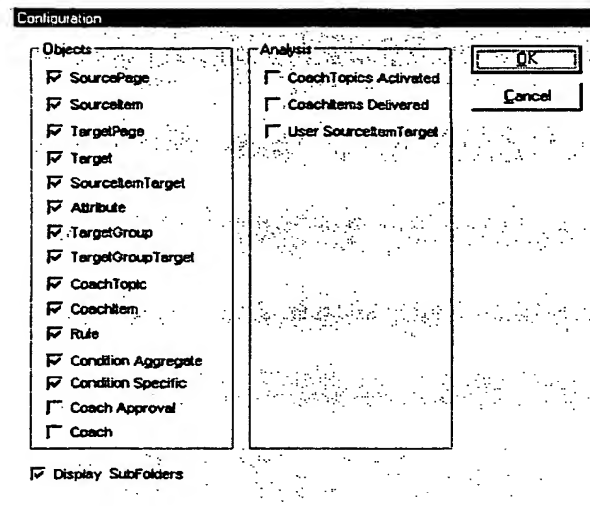 Configuration
Objects
SourcePage
SourceItem
TargetPage
Target
SourceItemTarget
Attribute
TargetGroup
TargetGroupTarget
CoachTopic
CoachItem
Rule
Condition Aggregate
Condition Specific
Coach Approval
Coach
Display SubFolders
Analysis
CoachTopics Activated
CoachItems Delivered
User SourceItemTarget
OK
Cancel